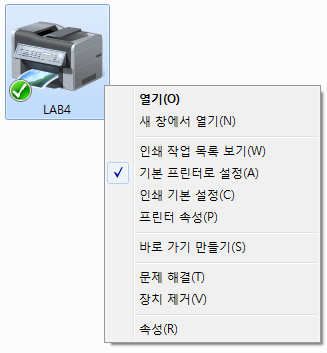 LAB4
열기(O)
새 창에서 열기(N)
인쇄 작업 목록 보기(W)
기본 프린터로 설정(A)
인쇄 기본 설정(C)
프린터 속성(P)
바로 가기 만들기(S)
문제 해결(T)
장치 제거(V)
속성(R)